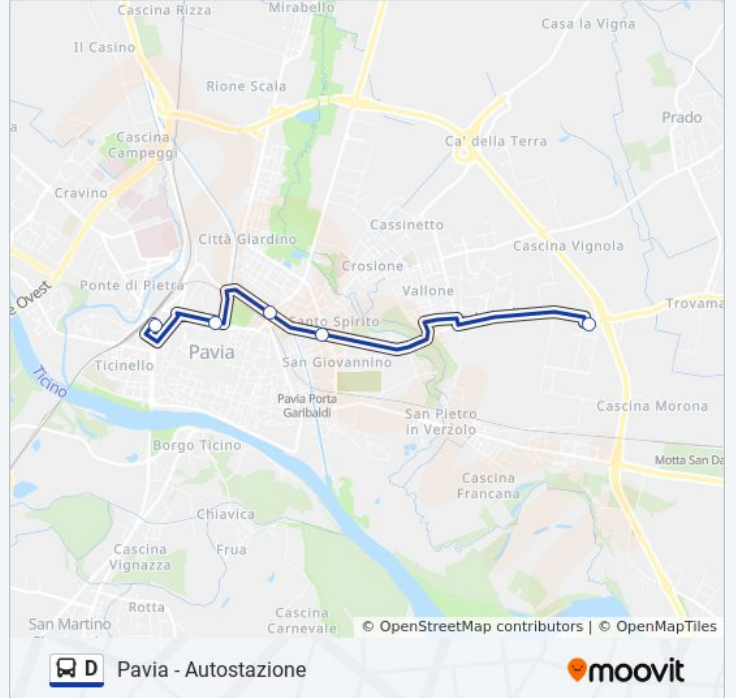 Cascina Rizza
Mirabello
Casa la Vigna
Il Casino
Rione Scala
Prado
Cascina
Campeggi
Ca' della Terra
a
Cravino
Cassinetto
Città Giardino
Cascina Vignola
Crosione
Ponte di Pietra
Vallone
e Ovest
Trovama
Santo Spirito
Pavia
Ticinello
San Giovannino
Ticino
Pavia Porta
Garibaldi
San Pietro
in Verzolo
Cascina Morona
Borgo Ticino
Motta San Da
Cascina
Francana
Chiavica
Cascina
Vignazza
Frua
Rotta
Cascina
Carnevale
San Martino
© OpenStreetMap contributors | © OpenMapTiles
D Pavia - Autostazione
moovit